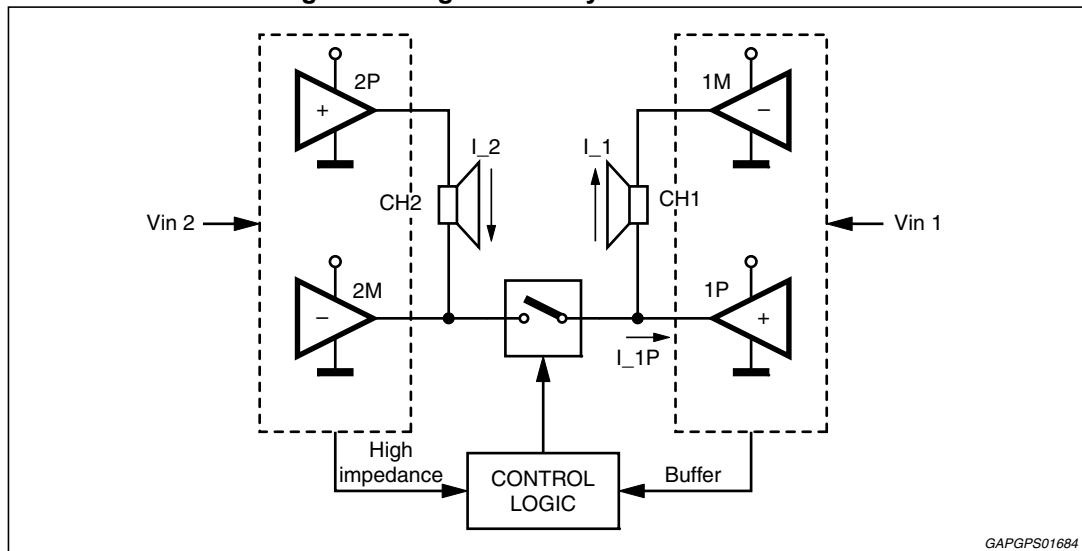 2P
1M
+
−
I_2
I_1
CH2
CH1
Vin 2
Vin 1
2M
1P
−
+
I_1P
High
impedance
CONTROL
LOGIC
Buffer
GAPGPS01684